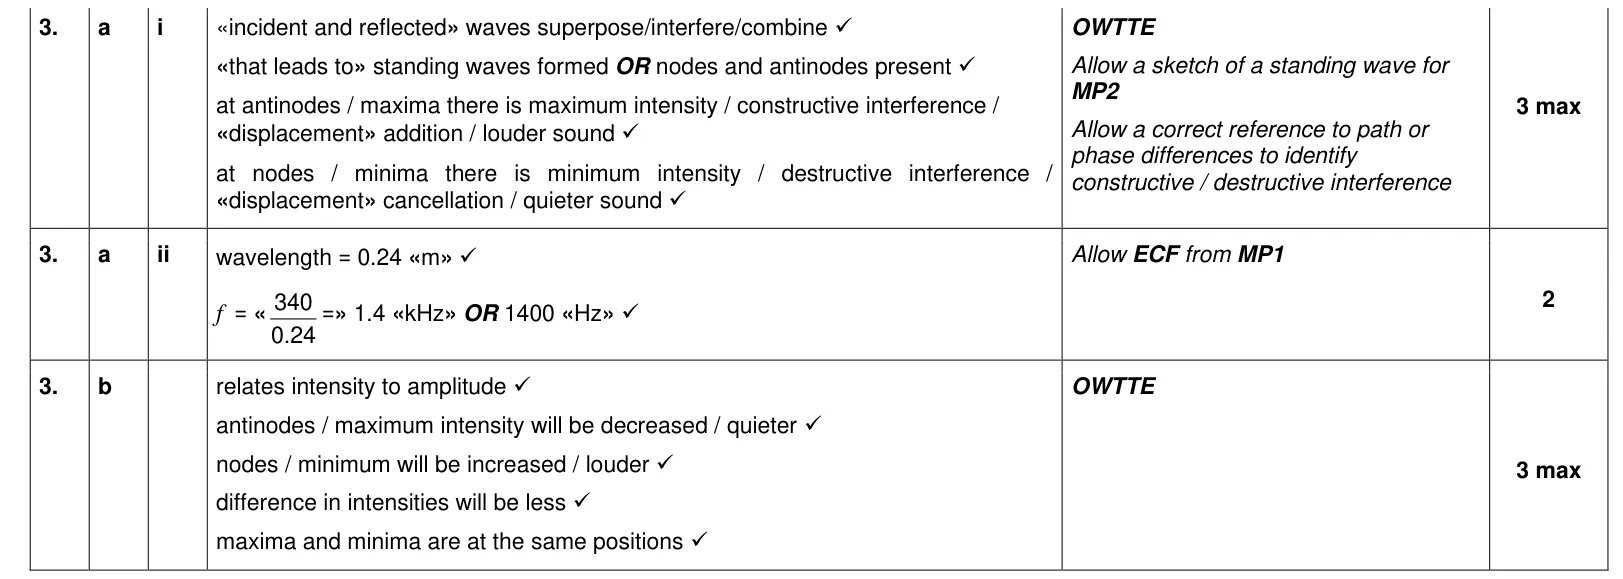 3. a i «incident and reflected» waves superpose/interfere/combine ✓ OWTTE
«that leads to» standing waves formed OR nodes and antinodes present ✓ Allow a sketch of a standing wave for
MP2
at antinodes / maxima there is maximum intensity / constructive interference / 3 max
«displacement» addition / louder sound ✓ Allow a correct reference to path or
phase differences to identify
at nodes / minima there is minimum intensity / destructive interference / constructive / destructive interference
«displacement» cancellation / quieter sound ✓
3. a ii wavelength = 0.24 «m» ✓ Allow ECF from MP1
f = « 340/0.24 =» 1.4 «kHz» OR 1400 «Hz» ✓ 2
3. b relates intensity to amplitude ✓ OWTTE
antinodes / maximum intensity will be decreased / quieter ✓
nodes / minimum will be increased / louder ✓ 3 max
difference in intensities will be less ✓
maxima and minima are at the same positions ✓